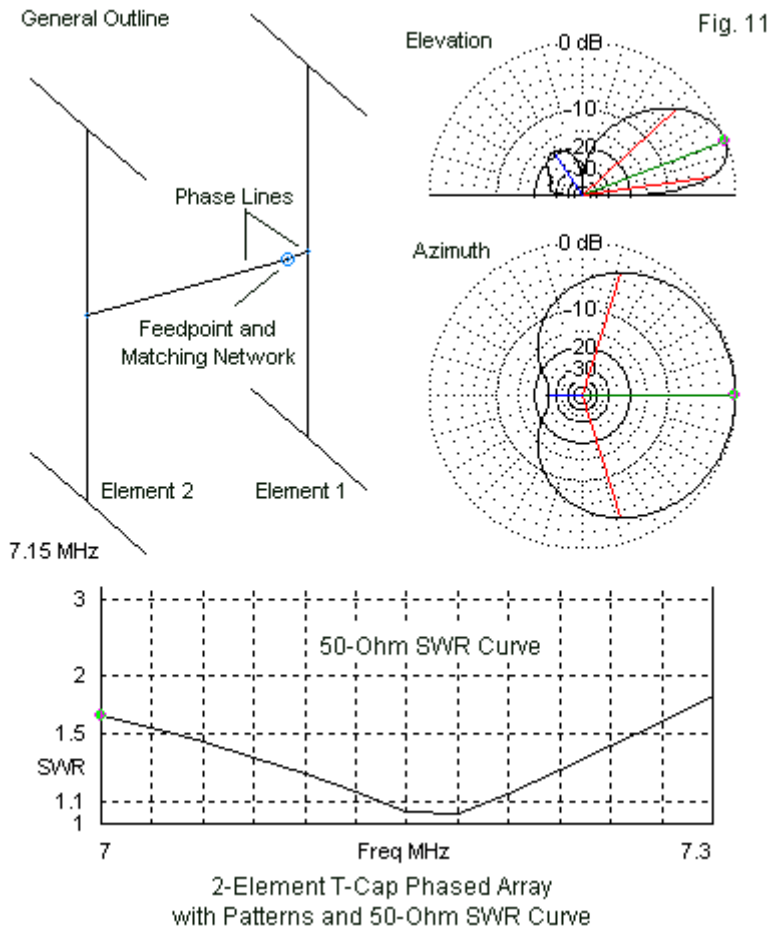 General Outline
Elevation
Fig. 11
0 dB
-10
-20
30
Phase Lines
Azimuth
0 dB
-10
20
30
Feedpoint and
Matching Network
Element 2
Element 1
7.15 MHz
3
50-Ohm SWR Curve
2
1.5
SWR
1.1
1
7
Freq MHz
7.3
2-Element T-Cap Phased Array
with Patterns and 50-Ohm SWR Curve